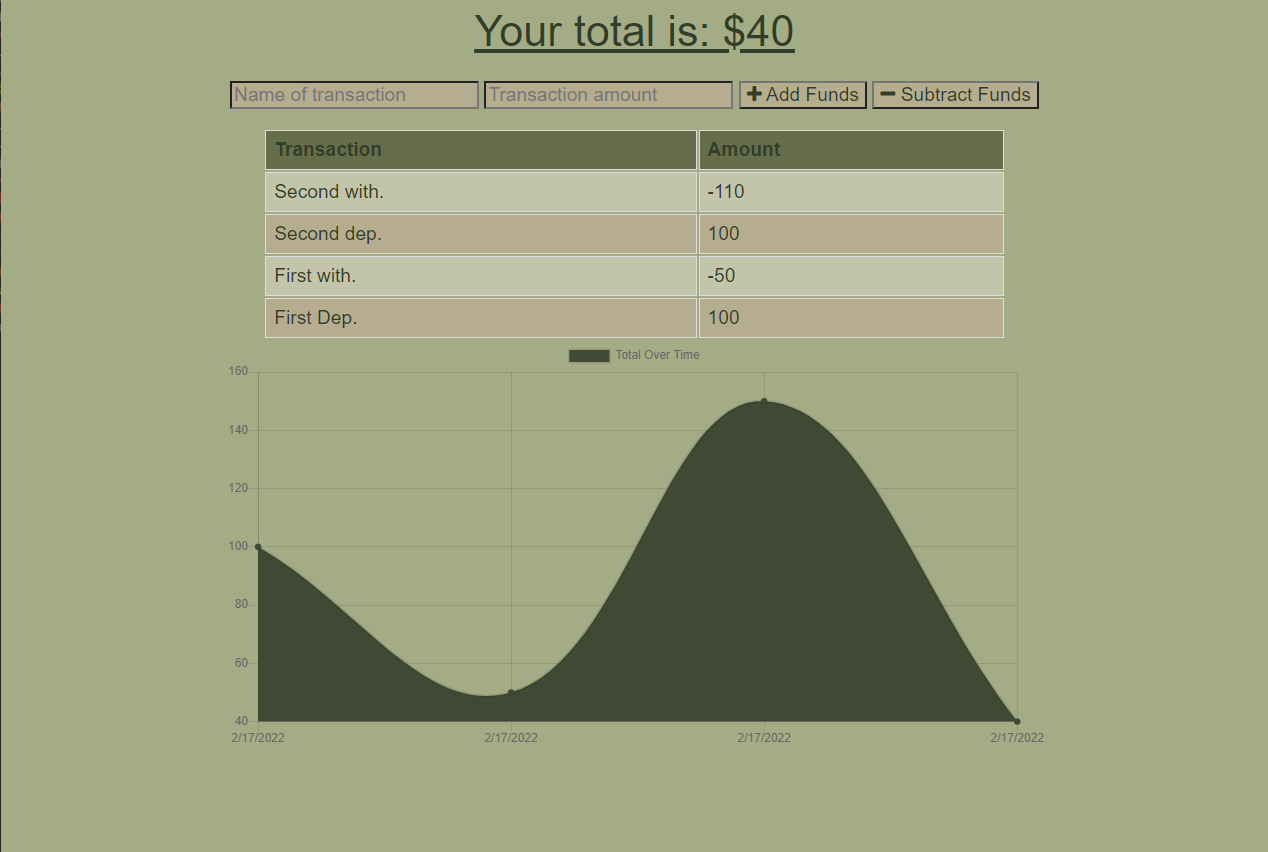 Your total is: $40
Name of transaction Transaction amount Add Funds Subtract Funds
Transaction Amount
Second with. -110
Second dep. 100
First with. -50
First Dep. 100
Total Over Time
160
140
120
100
80
60
40
2/17/2022 2/17/2022 2/17/2022 2/17/2022